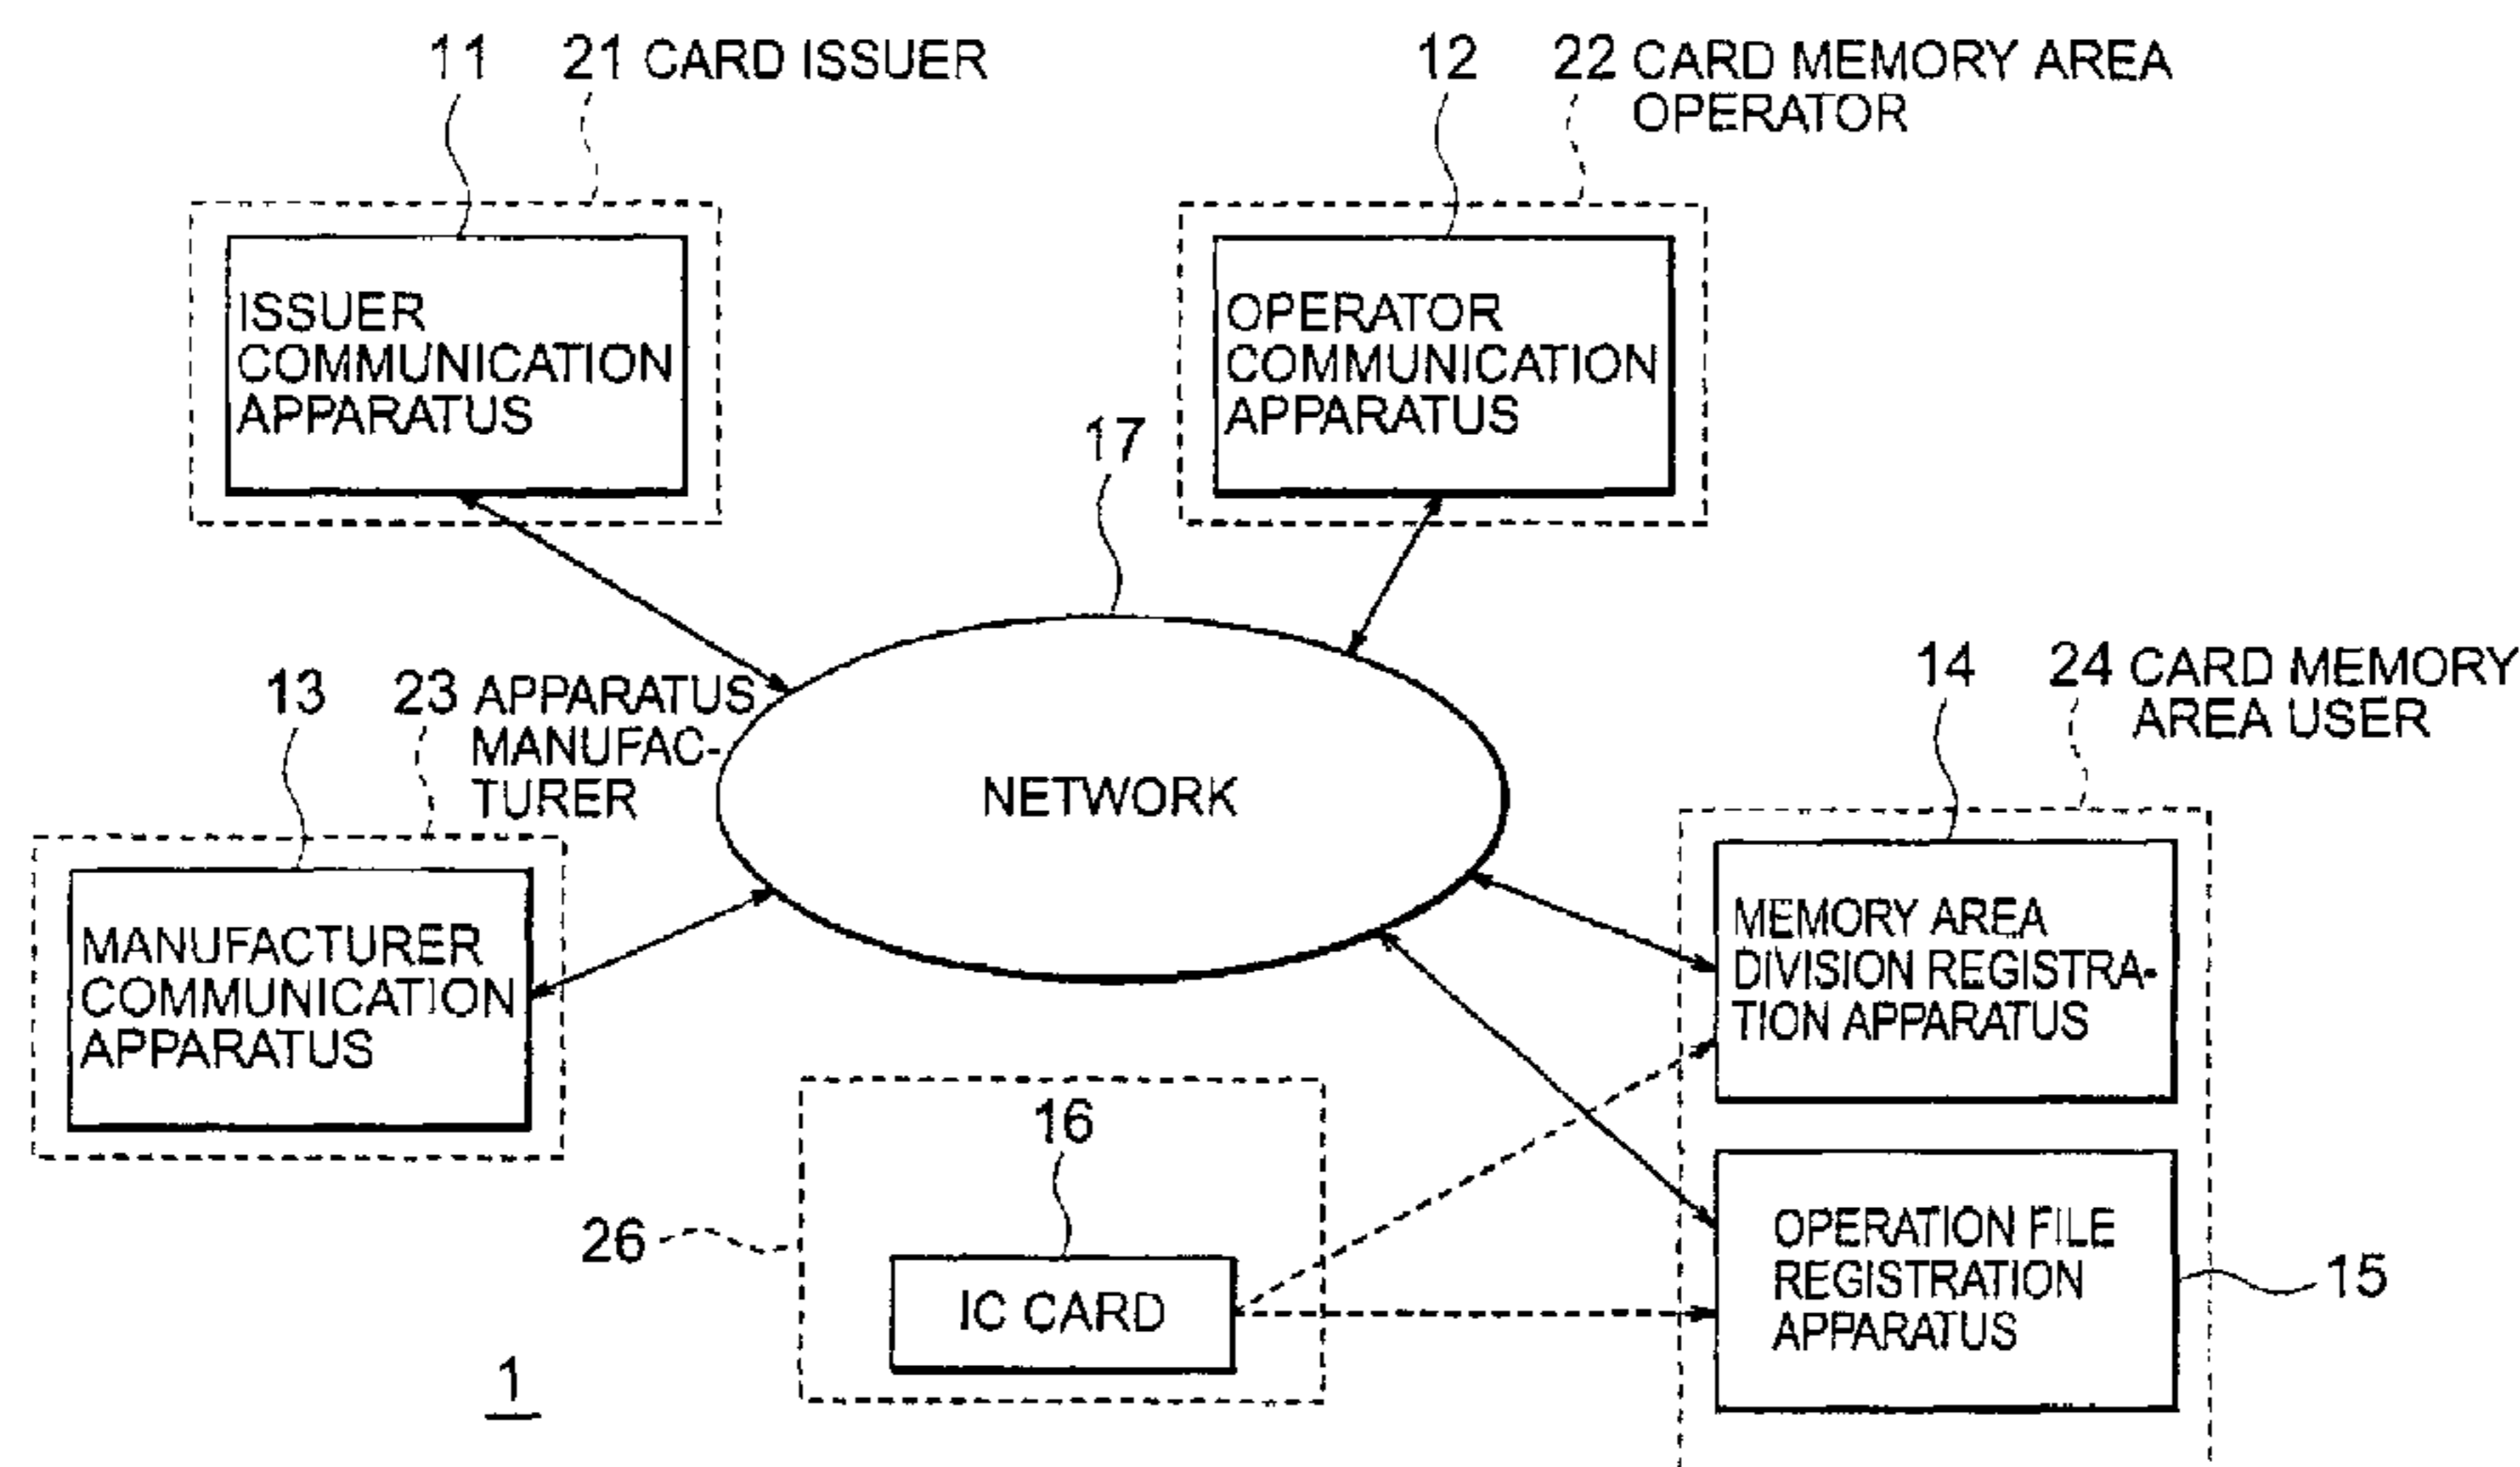 11
21 CARD ISSUER
12
22 CARD MEMORY AREA
OPERATOR
ISSUER
COMMUNICATION
APPARATUS
OPERATOR
COMMUNICATION
APPARATUS
17
13
23 APPARATUS
MANUFAC-
TURER
NETWORK
14
24 CARD MEMORY
AREA USER
MANUFACTURER
COMMUNICATION
APPARATUS
MEMORY AREA
DIVISION REGISTRA-
TION APPARATUS
16
26
IC CARD
OPERATION FILE
REGISTRATION
APPARATUS
15
1